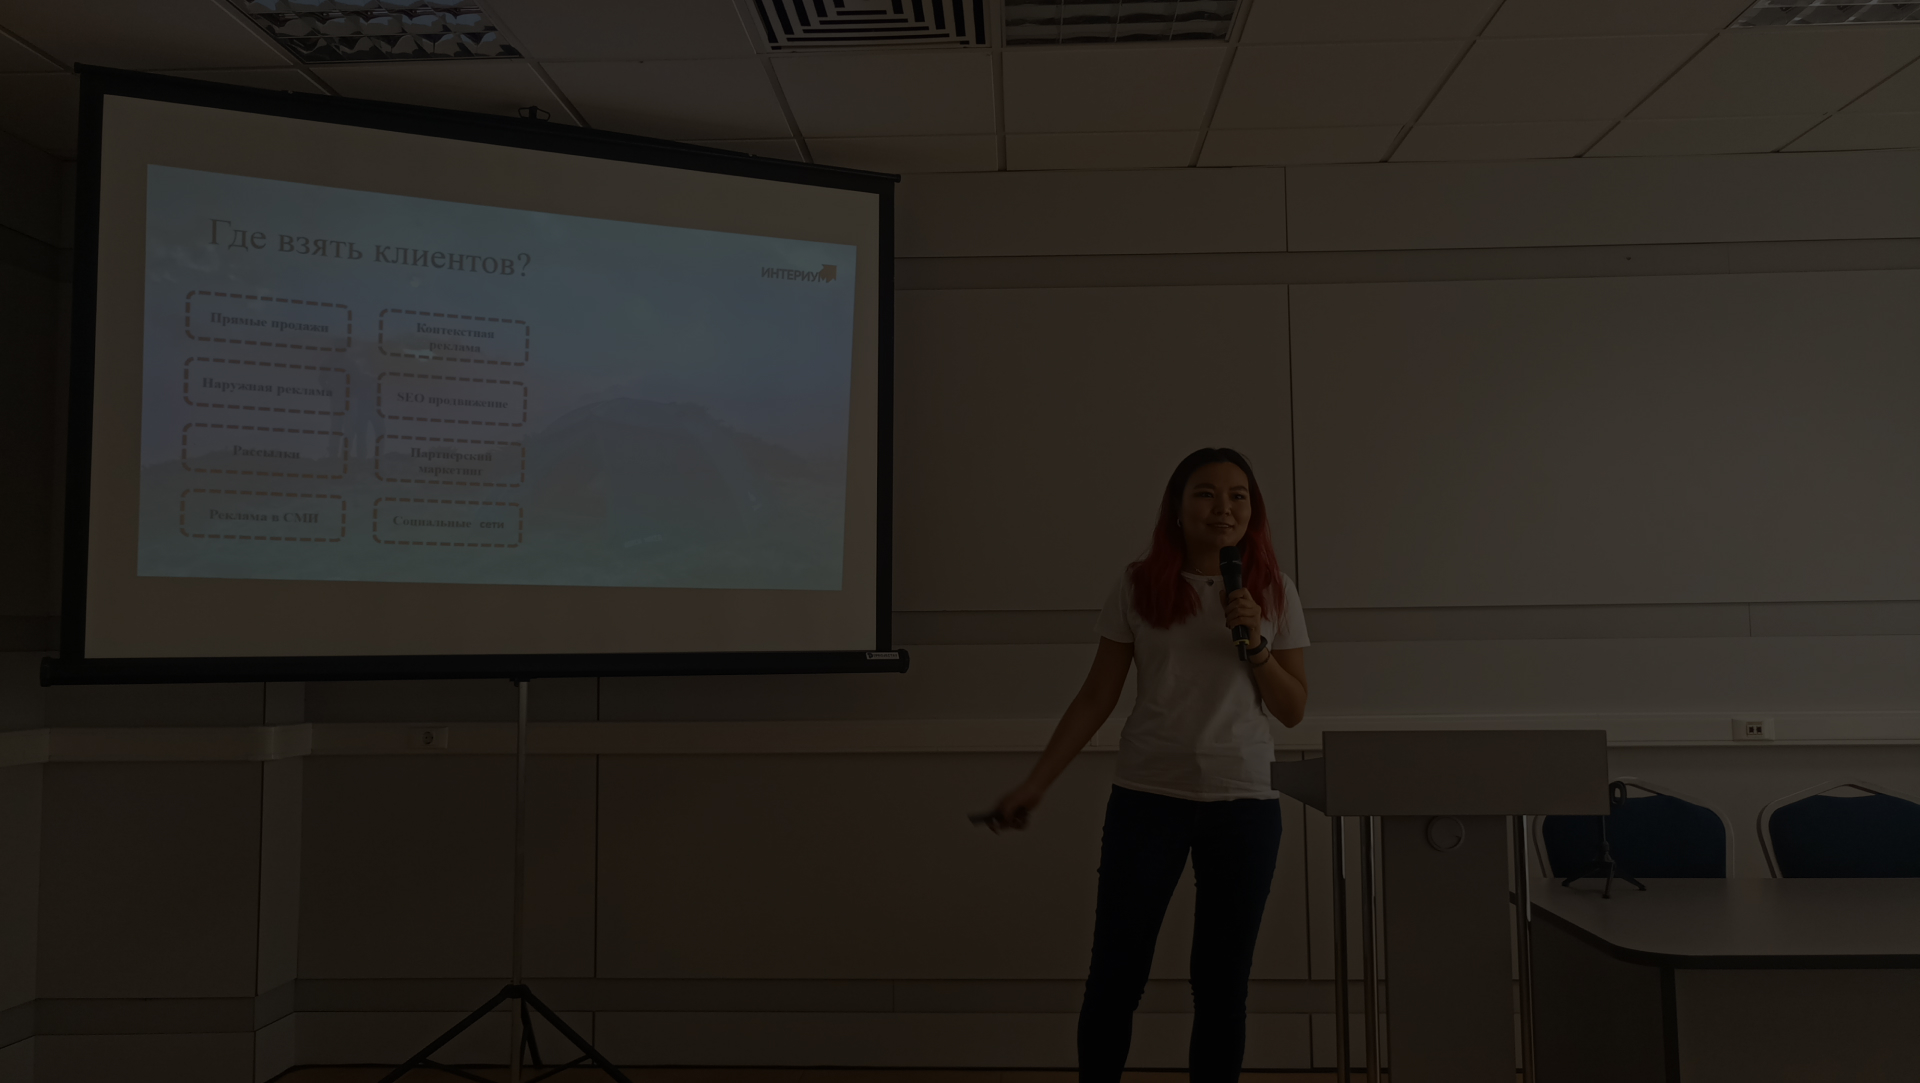 Где взять клиентов?
ИНТЕРИУМ
Прямые продажи
Контекстная
реклама
Наружная реклама
SEO продвижение
Рассылки
Партнерский
маркетинг
Реклама в СМИ
Социальные сети